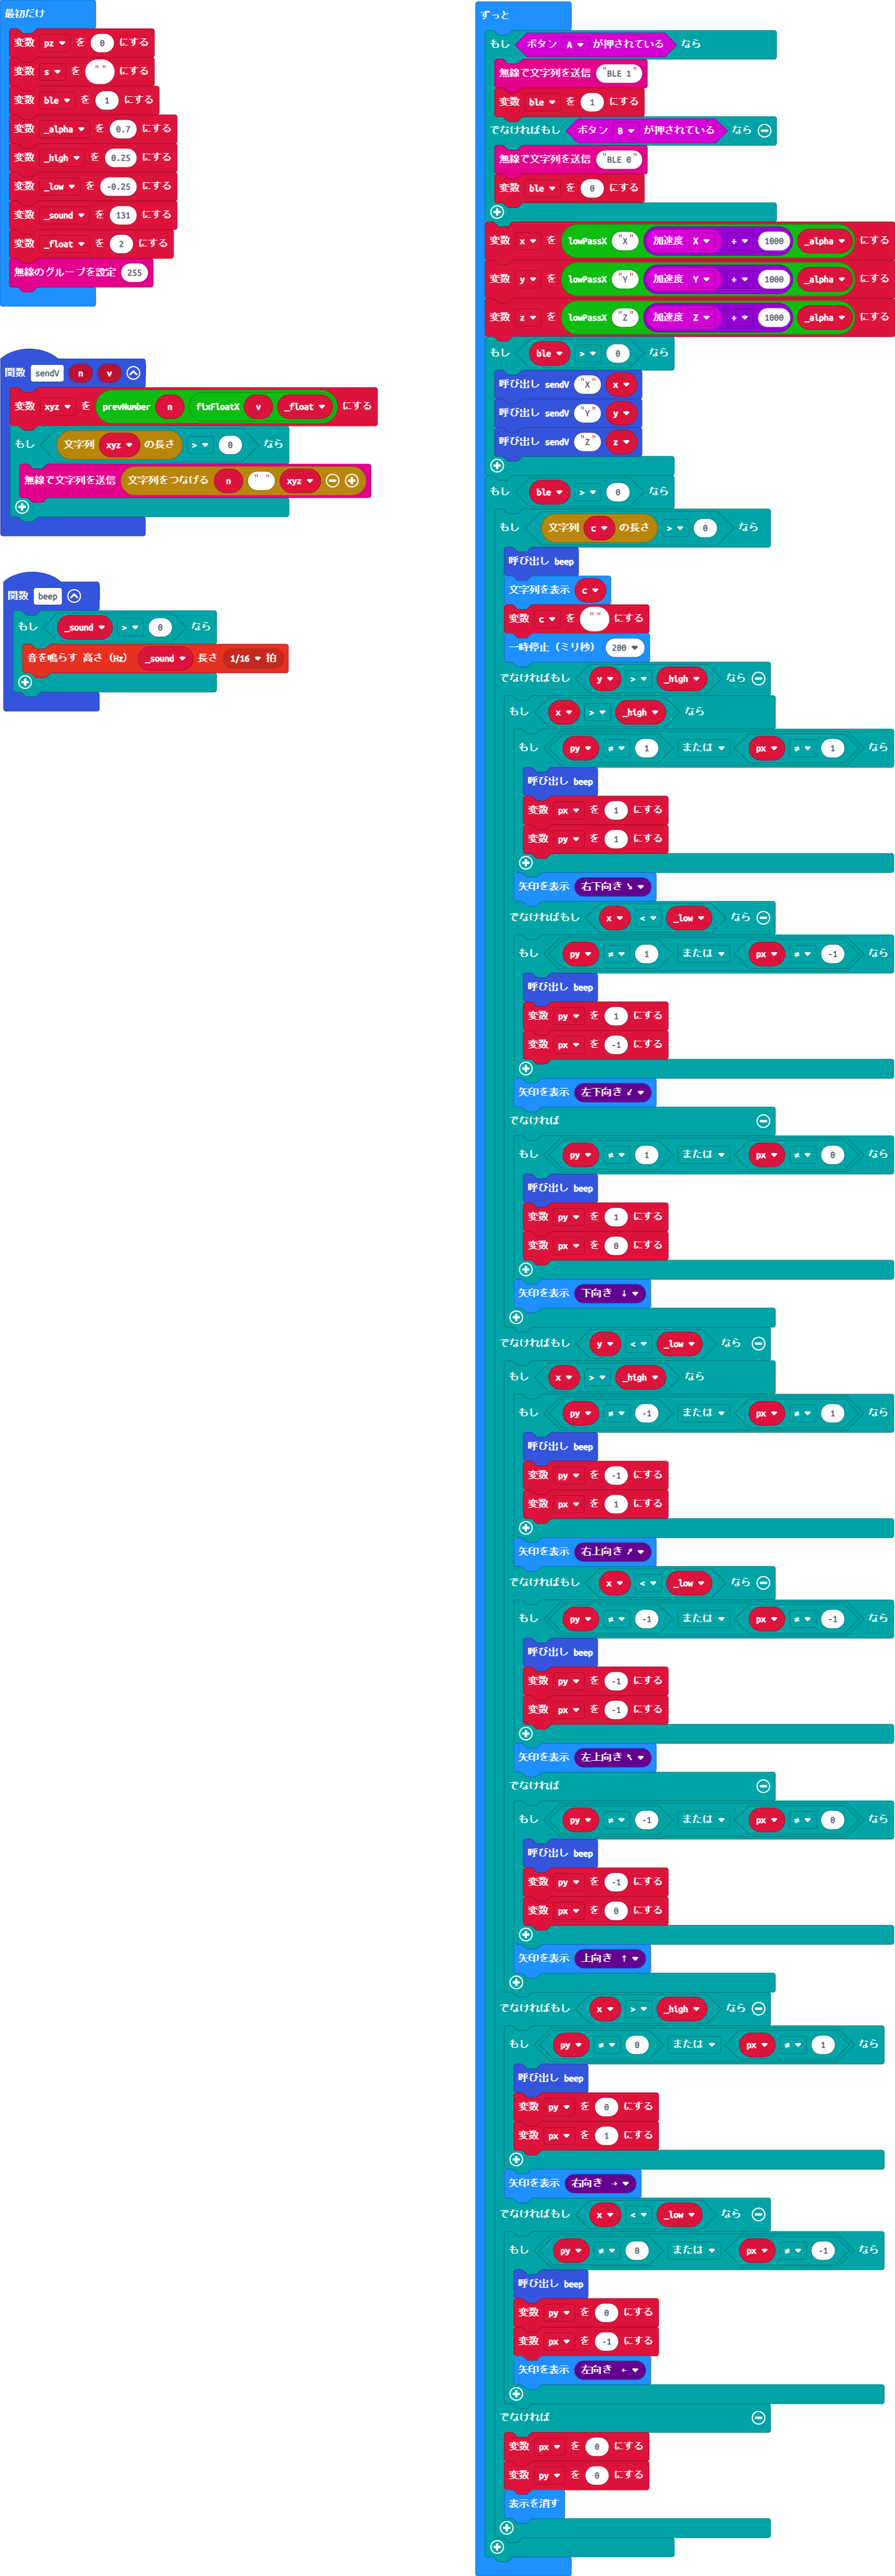 最初だけ
変数 pz を 0 にする
変数 s を " " にする
変数 ble を 1 にする
変数 _alpha を 0.7 にする
変数 _high を 0.25 にする
変数 _low を -0.25 にする
変数 _sound を 131 にする
変数 _float を 2 にする
無線のグループを設定 255
関数 sendV n v
変数 xyz を prevNumber n fixFloatX v _float にする
もし 文字列 xyz の長さ > 0 なら
無線で文字列を送信 文字列をつなげる n " " xyz
関数 beep
もし _sound > 0 なら
音を鳴らす 高さ (Hz) _sound 長さ 1/16 拍
ずっと
もし ボタン A が押されている なら
無線で文字列を送信 "BLE 1"
変数 ble を 1 にする
でなければもし ボタン B が押されている なら
無線で文字列を送信 "BLE 0"
変数 ble を 0 にする
変数 x を lowPassX "X" 加速度 X ÷ 1000 _alpha にする
変数 y を lowPassX "Y" 加速度 Y ÷ 1000 _alpha にする
変数 z を lowPassX "Z" 加速度 Z ÷ 1000 _alpha にする
もし ble > 0 なら
呼び出し sendV "X" x
呼び出し sendV "Y" y
呼び出し sendV "Z" z
もし ble > 0 なら
もし 文字列 c の長さ > 0 なら
呼び出し beep
文字列を表示 c
変数 c を " " にする
一時停止 (ミリ秒) 200
でなければもし y > _high なら
もし x > _high なら
もし py ≠ 1 または px ≠ 1 なら
呼び出し beep
変数 px を 1 にする
変数 py を 1 にする
矢印を表示 右下向き ↘
でなければもし x < _low なら
もし py ≠ 1 または px ≠ -1 なら
呼び出し beep
変数 py を 1 にする
変数 px を -1 にする
矢印を表示 左下向き ↙
でなければ
もし py ≠ 1 または px ≠ 0 なら
呼び出し beep
変数 py を 1 にする
変数 px を 0 にする
矢印を表示 下向き ↓
でなければもし y < _low なら
もし x > _high なら
もし py ≠ -1 または px ≠ 1 なら
呼び出し beep
変数 py を -1 にする
変数 px を 1 にする
矢印を表示 右上向き ↗
でなければもし x < _low なら
もし py ≠ -1 または px ≠ -1 なら
呼び出し beep
変数 py を -1 にする
変数 px を -1 にする
矢印を表示 左上向き ↖
でなければ
もし py ≠ -1 または px ≠ 0 なら
呼び出し beep
変数 py を -1 にする
変数 px を 0 にする
矢印を表示 上向き ↑
でなければもし x > _high なら
もし py ≠ 0 または px ≠ 1 なら
呼び出し beep
変数 py を 0 にする
変数 px を 1 にする
矢印を表示 右向き →
でなければもし x < _low なら
もし py ≠ 0 または px ≠ -1 なら
呼び出し beep
変数 py を 0 にする
変数 px を -1 にする
矢印を表示 左向き ←
でなければ
変数 px を 0 にする
変数 py を 0 にする
表示を消す